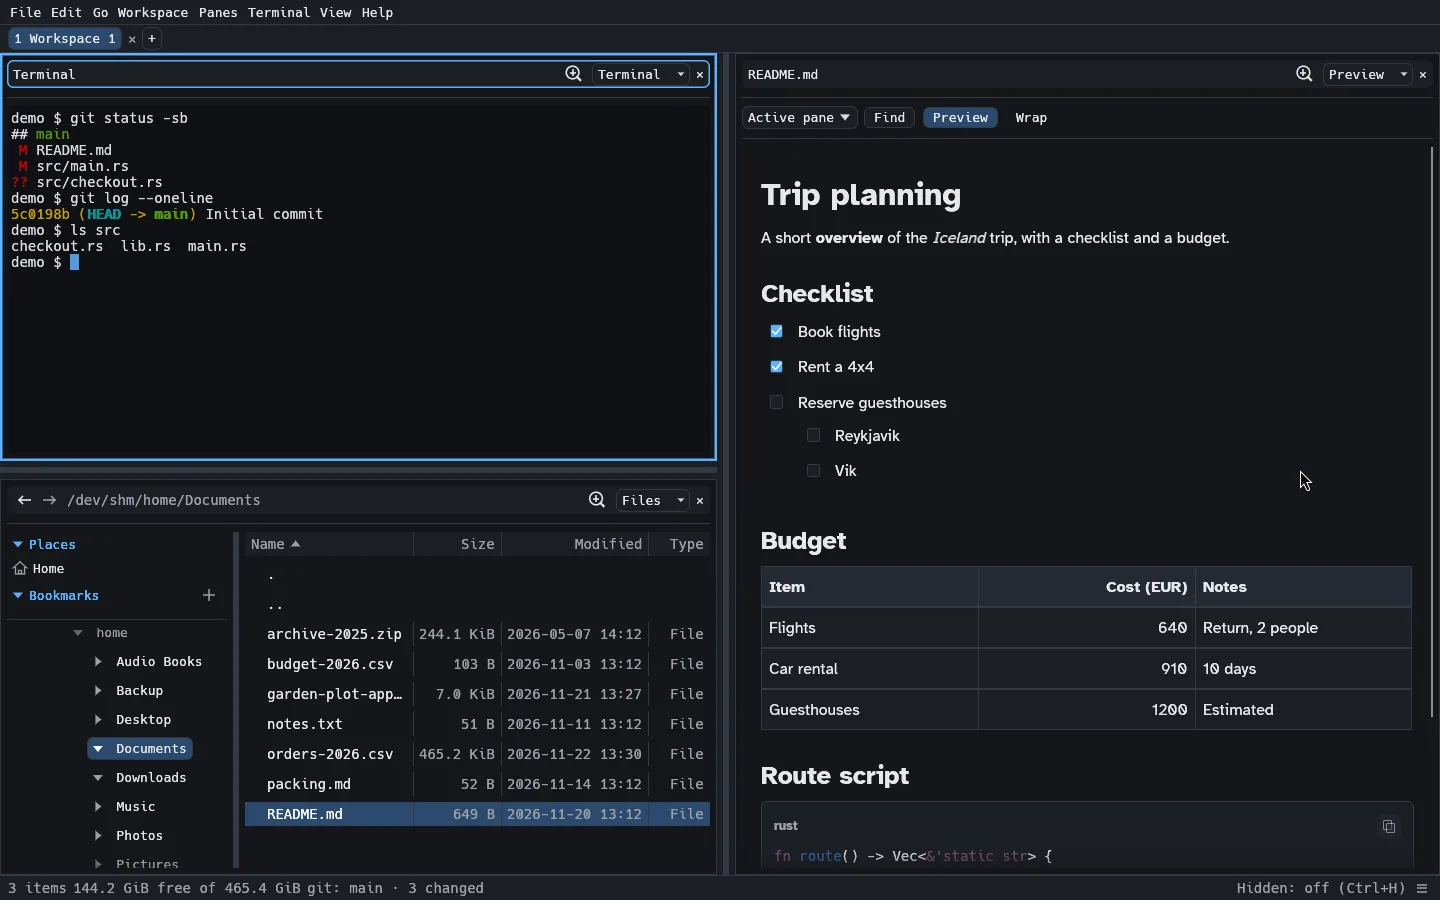 File Edit Go Workspace Panes Terminal View Help
1 Workspace 1 × +
Terminal Terminal ×
demo $ git status -sb
## main
M README.md
M src/main.rs
?? src/checkout.rs
demo $ git log --oneline
5c0198b (HEAD -> main) Initial commit
demo $ ls src
checkout.rs lib.rs main.rs
demo $
/dev/shm/home/Documents Files ×
Places
Home
Bookmarks +
home
Audio Books
Backup
Desktop
Documents
Downloads
Music
Photos
Pictures
Name Size Modified Type
.
..
archive-2025.zip 244.1 KiB 2026-05-07 14:12 File
budget-2026.csv 103 B 2026-11-03 13:12 File
garden-plot-app… 7.0 KiB 2026-11-21 13:27 File
notes.txt 51 B 2026-11-11 13:12 File
orders-2026.csv 465.2 KiB 2026-11-22 13:30 File
packing.md 52 B 2026-11-14 13:12 File
README.md 649 B 2026-11-20 13:12 File
README.md Preview ×
Active pane Find Preview Wrap
Trip planning
A short overview of the Iceland trip, with a checklist and a budget.
Checklist
Book flights
Rent a 4x4
Reserve guesthouses
Reykjavik
Vik
Budget
Item Cost (EUR) Notes
Flights 640 Return, 2 people
Car rental 910 10 days
Guesthouses 1200 Estimated
Route script
rust
fn route() -> Vec<&'static str> {
3 items 144.2 GiB free of 465.4 GiB git: main · 3 changed Hidden: off (Ctrl+H)